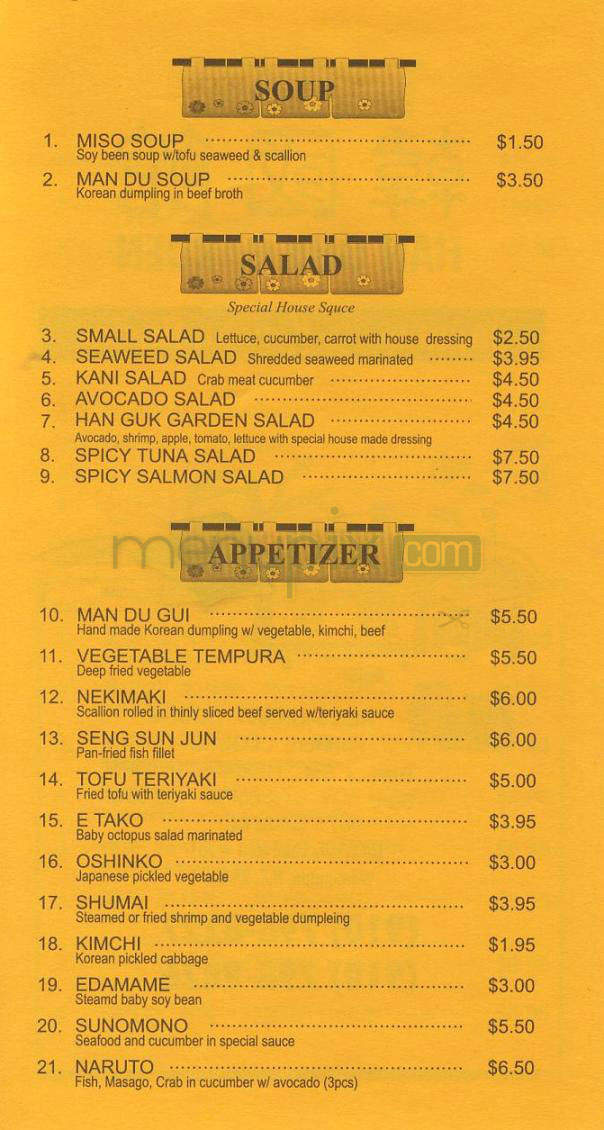 SOUP
1. MISO SOUP $1.50
Soy been soup w/tofu seaweed & scallion
2. MAN DU SOUP $3.50
Korean dumpling in beef broth
SALAD
Special House Squce
3. SMALL SALAD Lettuce, cucumber, carrot with house dressing $2.50
4. SEAWEED SALAD Shredded seaweed marinated $3.95
5. KANI SALAD Crab meat cucumber $4.50
6. AVOCADO SALAD $4.50
7. HAN GUK GARDEN SALAD $4.50
Avocado, shrimp, apple, tomato, lettuce with special house made dressing
8. SPICY TUNA SALAD $7.50
9. SPICY SALMON SALAD $7.50
menupix.com
APPETIZER
10. MAN DU GUI $5.50
Hand made Korean dumpling w/ vegetable, kimchi, beef
11. VEGETABLE TEMPURA $5.50
Deep fried vegetable
12. NEKIMAKI $6.00
Scallion rolled in thinly sliced beef served w/teriyaki sauce
13. SENG SUN JUN $6.00
Pan-fried fish fillet
14. TOFU TERIYAKI $5.00
Fried tofu with teriyaki sauce
15. E TAKO $3.95
Baby octopus salad marinated
16. OSHINKO $3.00
Japanese pickled vegetable
17. SHUMAI $3.95
Steamed or fried shrimp and vegetable dumpleing
18. KIMCHI $1.95
Korean pickled cabbage
19. EDAMAME $3.00
Steamd baby soy bean
20. SUNOMONO $5.50
Seafood and cucumber in special sauce
21. NARUTO $6.50
Fish, Masago, Crab in cucumber w/ avocado (3pcs)